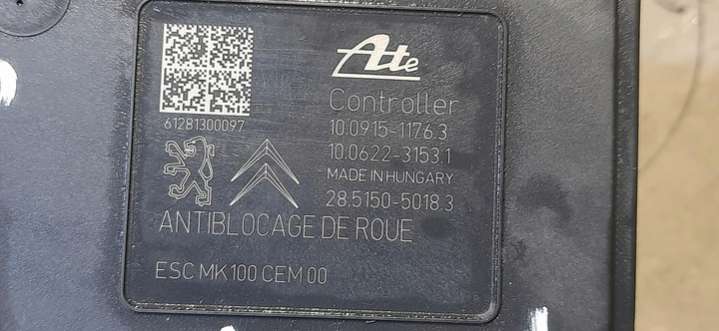 Ate
Controller
61281300097
10.0915-1176.3
10.0622-3153.1
MADE IN HUNGARY
28.5150-5018.3
ANTIBLOCAGE DE ROUE
ESC MK100 CEM 00